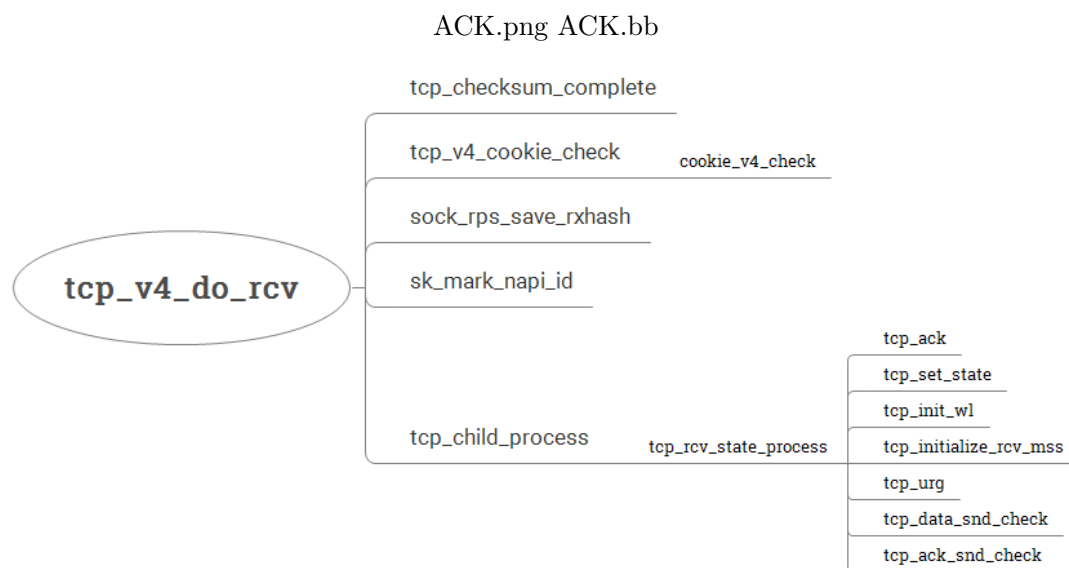 ACK.png ACK.bb
tcp_checksum_complete
tcp_v4_cookie_check
cookie_v4_check
sock_rps_save_rxhash
tcp_v4_do_rcv
sk_mark_napi_id
tcp_child_process
tcp_rcv_state_process
tcp_ack
tcp_set_state
tcp_init_wl
tcp_initialize_rcv_mss
tcp_urg
tcp_data_snd_check
tcp_ack_snd_check